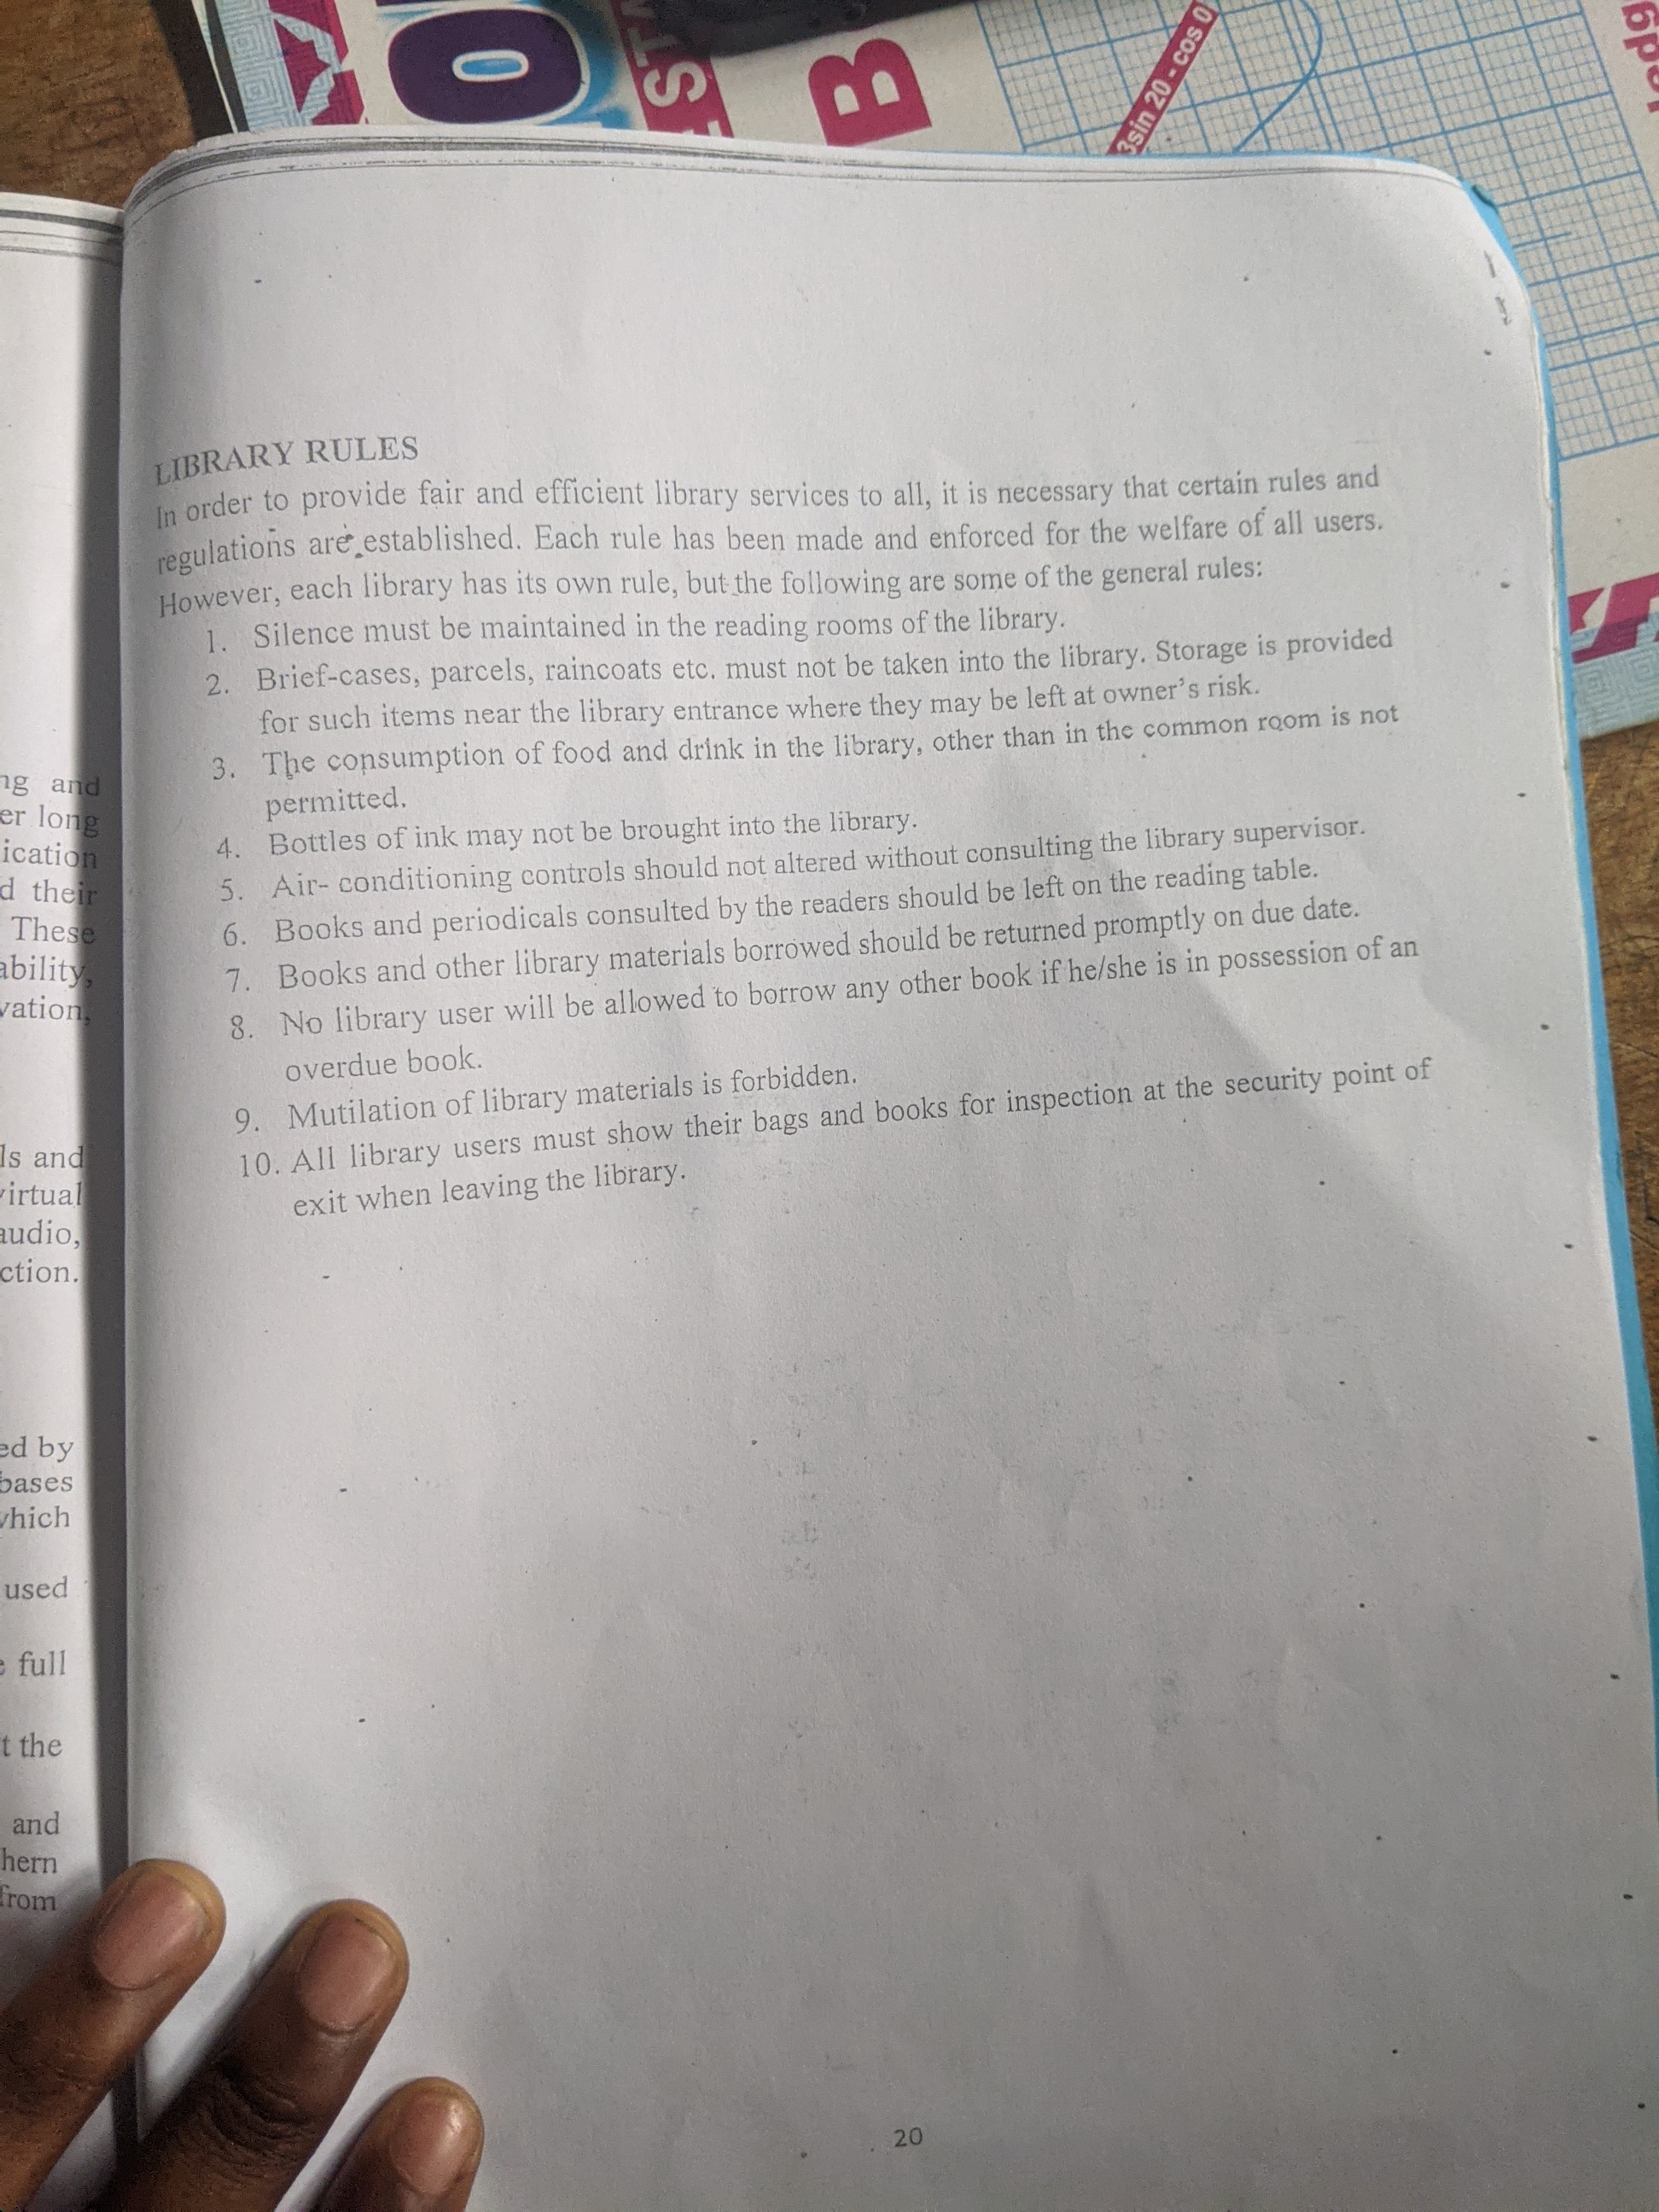 LIBRARY RULES
In order to provide fair and efficient library services to all, it is necessary that certain rules and
regulations are established. Each rule has been made and enforced for the welfare of all users.
However, each library has its own rule, but the following are some of the general rules:
1. Silence must be maintained in the reading rooms of the library.
2. Brief-cases, parcels, raincoats etc. must not be taken into the library. Storage is provided
for such items near the library entrance where they may be left at owner's risk.
3. The consumption of food and drink in the library, other than in the common room is not
permitted.
4. Bottles of ink may not be brought into the library.
5. Air- conditioning controls should not altered without consulting the library supervisor.
6. Books and periodicals consulted by the readers should be left on the reading table.
7. Books and other library materials borrowed should be returned promptly on due date.
8. No library user will be allowed to borrow any other book if he/she is in possession of an
overdue book.
9. Mutilation of library materials is forbidden.
10. All library users must show their bags and books for inspection at the security point of
exit when leaving the library.
20
and
er long
ication
d their
These
ability,
vation,
ls and
virtual
audio,
ction.
ed by
bases
which
used
full
t the
and
hern
from
3sin 20 - cos 0
B